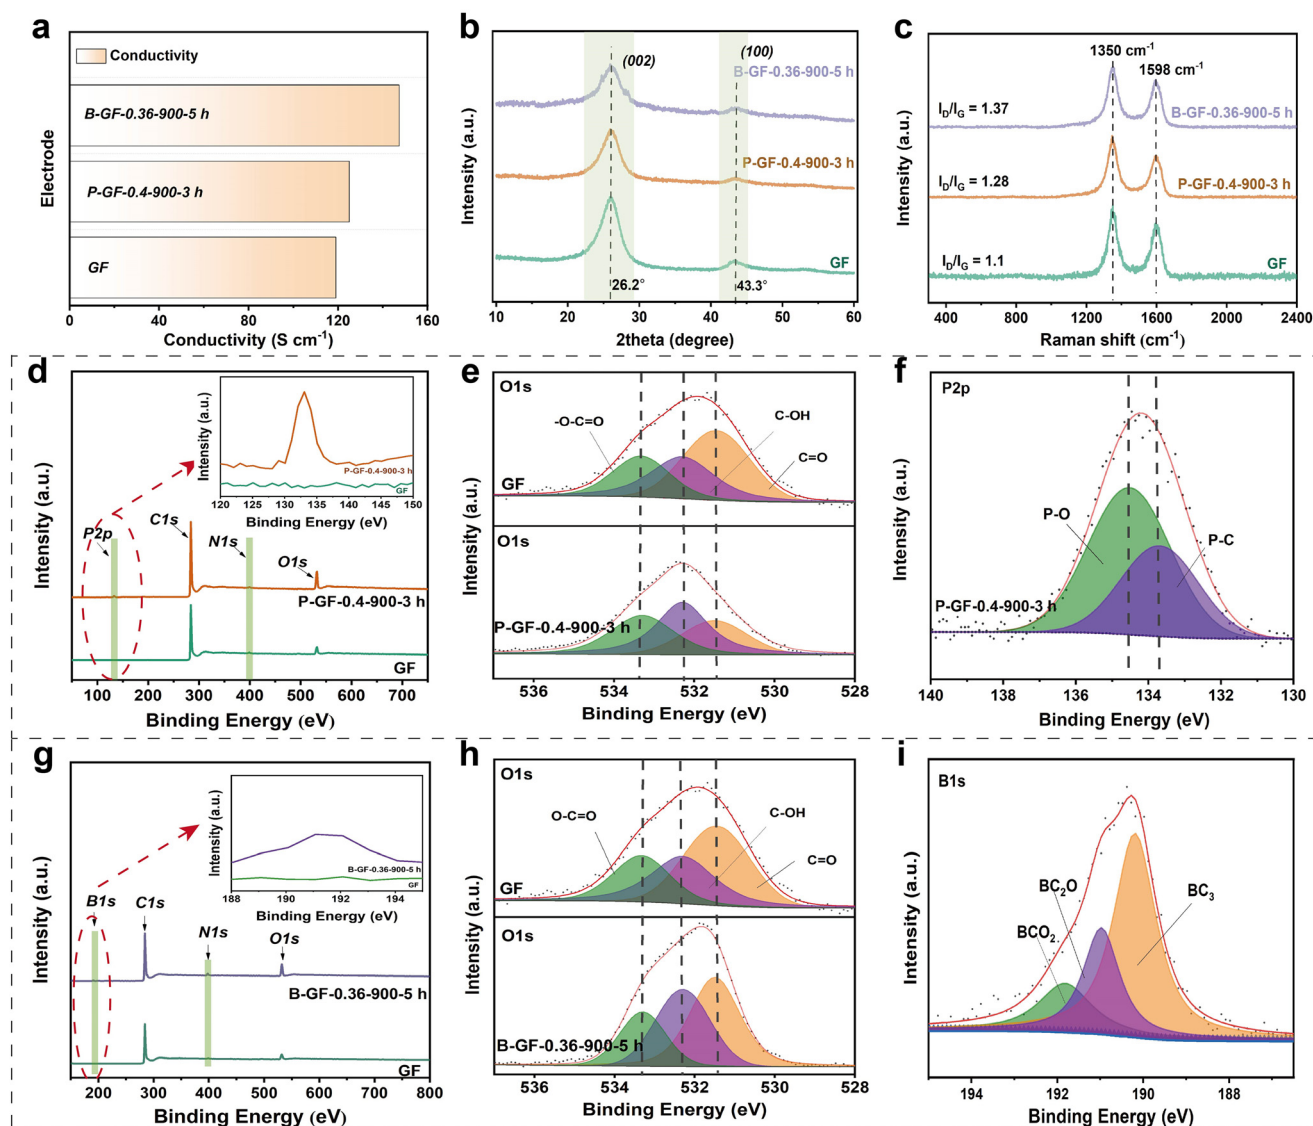 a
Conductivity
B-GF-0.36-900-5 h
P-GF-0.4-900-3 h
GF
Electrode
0 40 80 120 160
Conductivity (S cm⁻¹)
b
(002)
(100)
B-GF-0.36-900-5 h
P-GF-0.4-900-3 h
GF
26.2°
43.3°
Intensity (a.u.)
10 20 30 40 50 60
2theta (degree)
c
1350 cm⁻¹
1598 cm⁻¹
I_D/I_G = 1.37
B-GF-0.36-900-5 h
I_D/I_G = 1.28
P-GF-0.4-900-3 h
I_D/I_G = 1.1
GF
Intensity (a.u.)
400 800 1200 1600 2000 2400
Raman shift (cm⁻¹)
d
Intensity (a.u.)
P-GF-0.4-900-3 h
GF
120 125 130 135 140 145 150
Binding Energy (eV)
P2p
C1s
N1s
O1s
P-GF-0.4-900-3 h
GF
Intensity (a.u.)
100 200 300 400 500 600 700
Binding Energy (eV)
e
O1s
-O-C=O
C-OH
C=O
GF
O1s
P-GF-0.4-900-3 h
Intensity (a.u.)
536 534 532 530 528
Binding Energy (eV)
f
P2p
P-O
P-C
P-GF-0.4-900-3 h
Intensity (a.u.)
140 138 136 134 132 130
Binding Energy (eV)
g
Intensity (a.u.)
B-GF-0.36-900-5 h
GF
188 190 192 194
Binding Energy (eV)
B1s
C1s
N1s
O1s
B-GF-0.36-900-5 h
GF
Intensity (a.u.)
200 300 400 500 600 700 800
Binding Energy (eV)
h
O1s
O-C=O
C-OH
C=O
GF
O1s
B-GF-0.36-900-5 h
Intensity (a.u.)
536 534 532 530 528
Binding Energy (eV)
i
B1s
BC₂O
BCO₂
BC₃
Intensity (a.u.)
194 192 190 188
Binding Energy (eV)